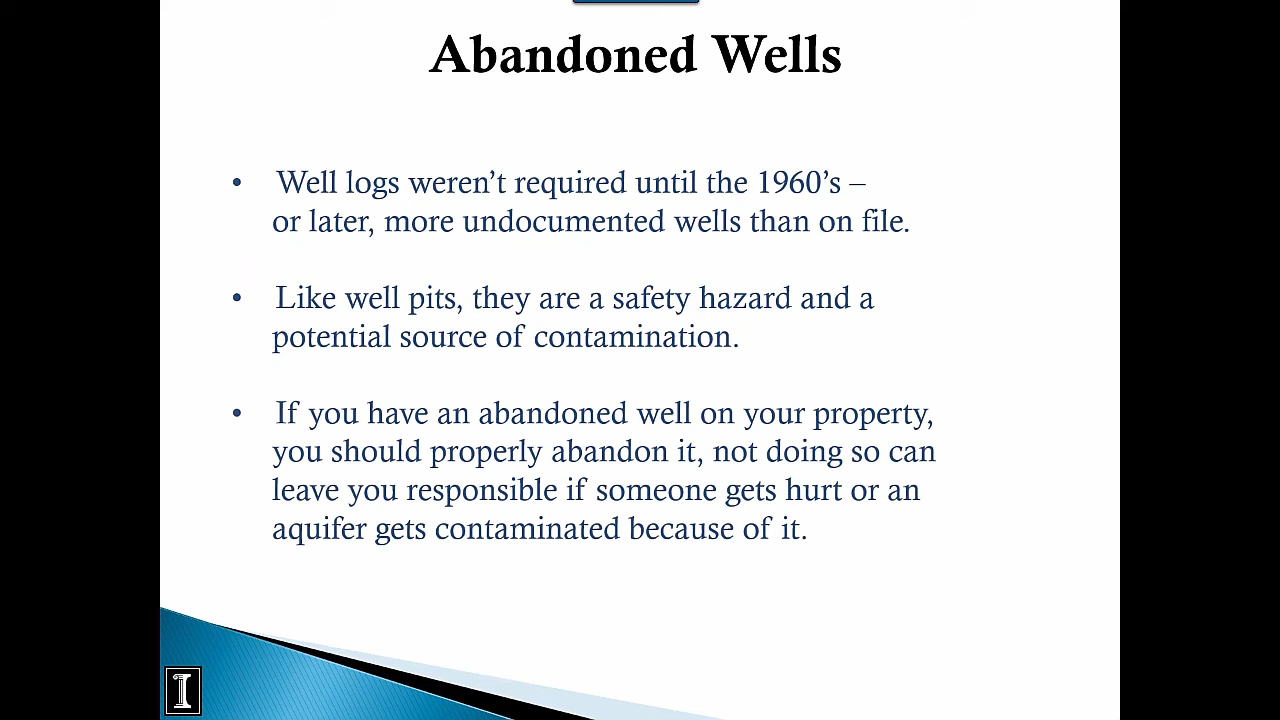 Abandoned Wells
• Well logs weren’t required until the 1960’s –
or later, more undocumented wells than on file.
• Like well pits, they are a safety hazard and a
potential source of contamination.
• If you have an abandoned well on your property,
you should properly abandon it, not doing so can
leave you responsible if someone gets hurt or an
aquifer gets contaminated because of it.
I